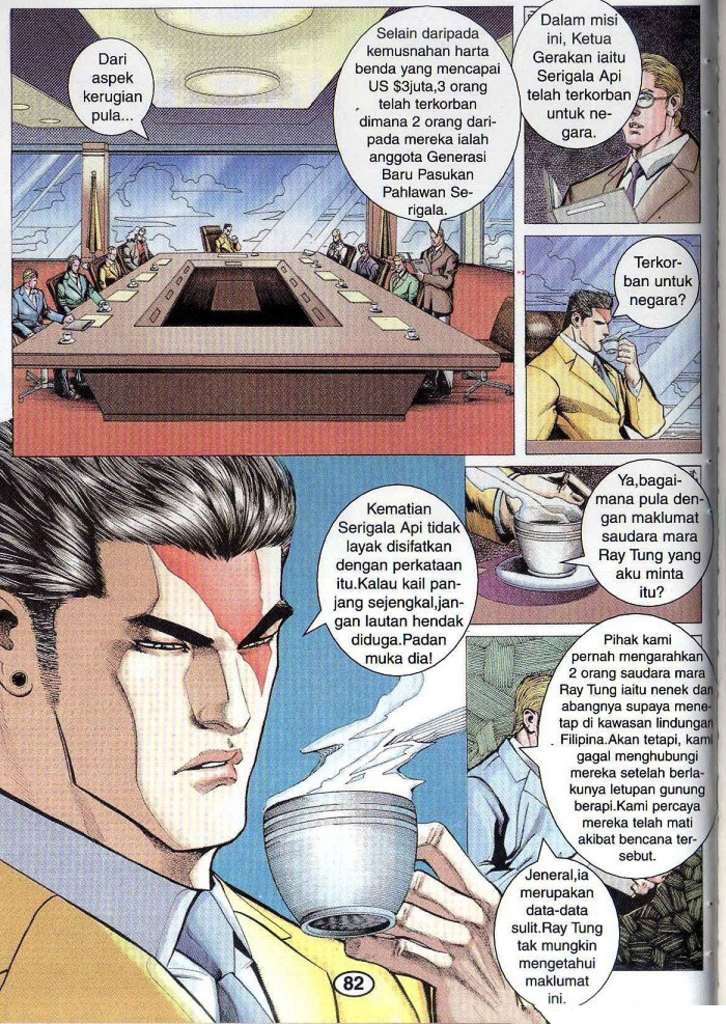 Dari
aspek
kerugian
pula...
Selain daripada
kemusnahan harta
benda yang mencapai
US $3juta,3 orang
telah terkorban
dimana 2 orang dari-
pada mereka ialah
anggota Generasi
Baru Pasukan
Pahlawan Se-
rigala.
Dalam misi
ini, Ketua
Gerakan iaitu
Serigala Api
telah terkorban
untuk ne-
gara.
Terkor-
ban untuk
negara?
Kematian
Serigala Api tidak
layak disifatkan
dengan perkataan
itu.Kalau kail pan-
jang sejengkal,jan-
gan lautan hendak
diduga.Padan
muka dia!
Ya,bagai-
mana pula den-
gan maklumat
saudara mara
Ray Tung yang
aku minta
itu?
Pihak kami
pernah mengarahkan
2 orang saudara mara
Ray Tung iaitu nenek dan
abangnya supaya mene-
tap di kawasan lindungan
Filipina.Akan tetapi, kami
gagal menghubungi
mereka setelah berla-
kunya letupan gunung
berapi.Kami percaya
mereka telah mati
akibat bencana ter-
sebut.
Jeneral,ia
merupakan
data-data
sulit.Ray Tung
tak mungkin
mengetahui
maklumat
ini.
82